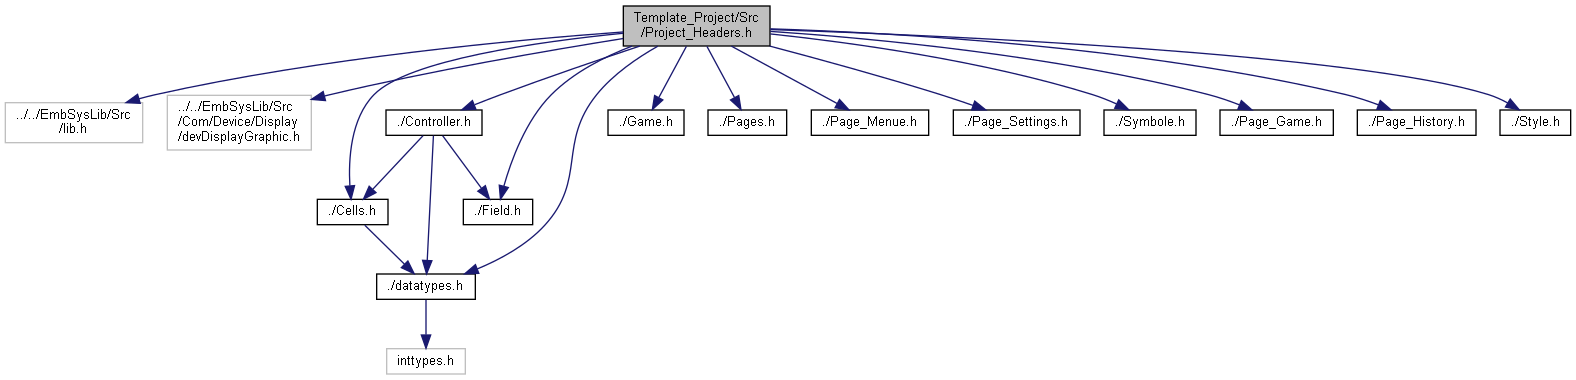 Template_Project/Src
/Project_Headers.h
../../EmbSysLib/Src
/lib.h
../../EmbSysLib/Src
/Com/Device/Display
/devDisplayGraphic.h
./Controller.h
./Game.h
./Pages.h
./Page_Menue.h
./Page_Settings.h
./Symbole.h
./Page_Game.h
./Page_History.h
./Style.h
./Cells.h
./Field.h
./datatypes.h
inttypes.h